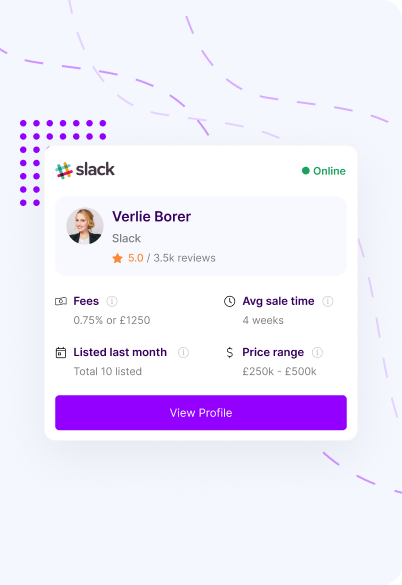 slack
Online
Verlie Borer
Slack
5.0 / 3.5k reviews
Fees
Avg sale time
0.75% or £1250
4 weeks
Listed last month
Price range
Total 10 listed
£250k - £500k
View Profile